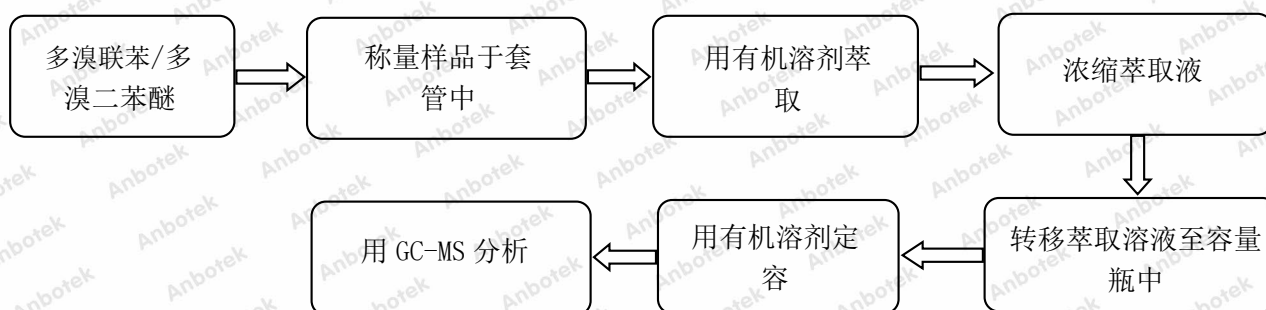 多溴联苯/多
溴二苯醚
称量样品于套
管中
用有机溶剂萃
取
浓缩萃取液
转移萃取溶液至容量
瓶中
用有机溶剂定
容
用 GC-MS 分析
Anbotek